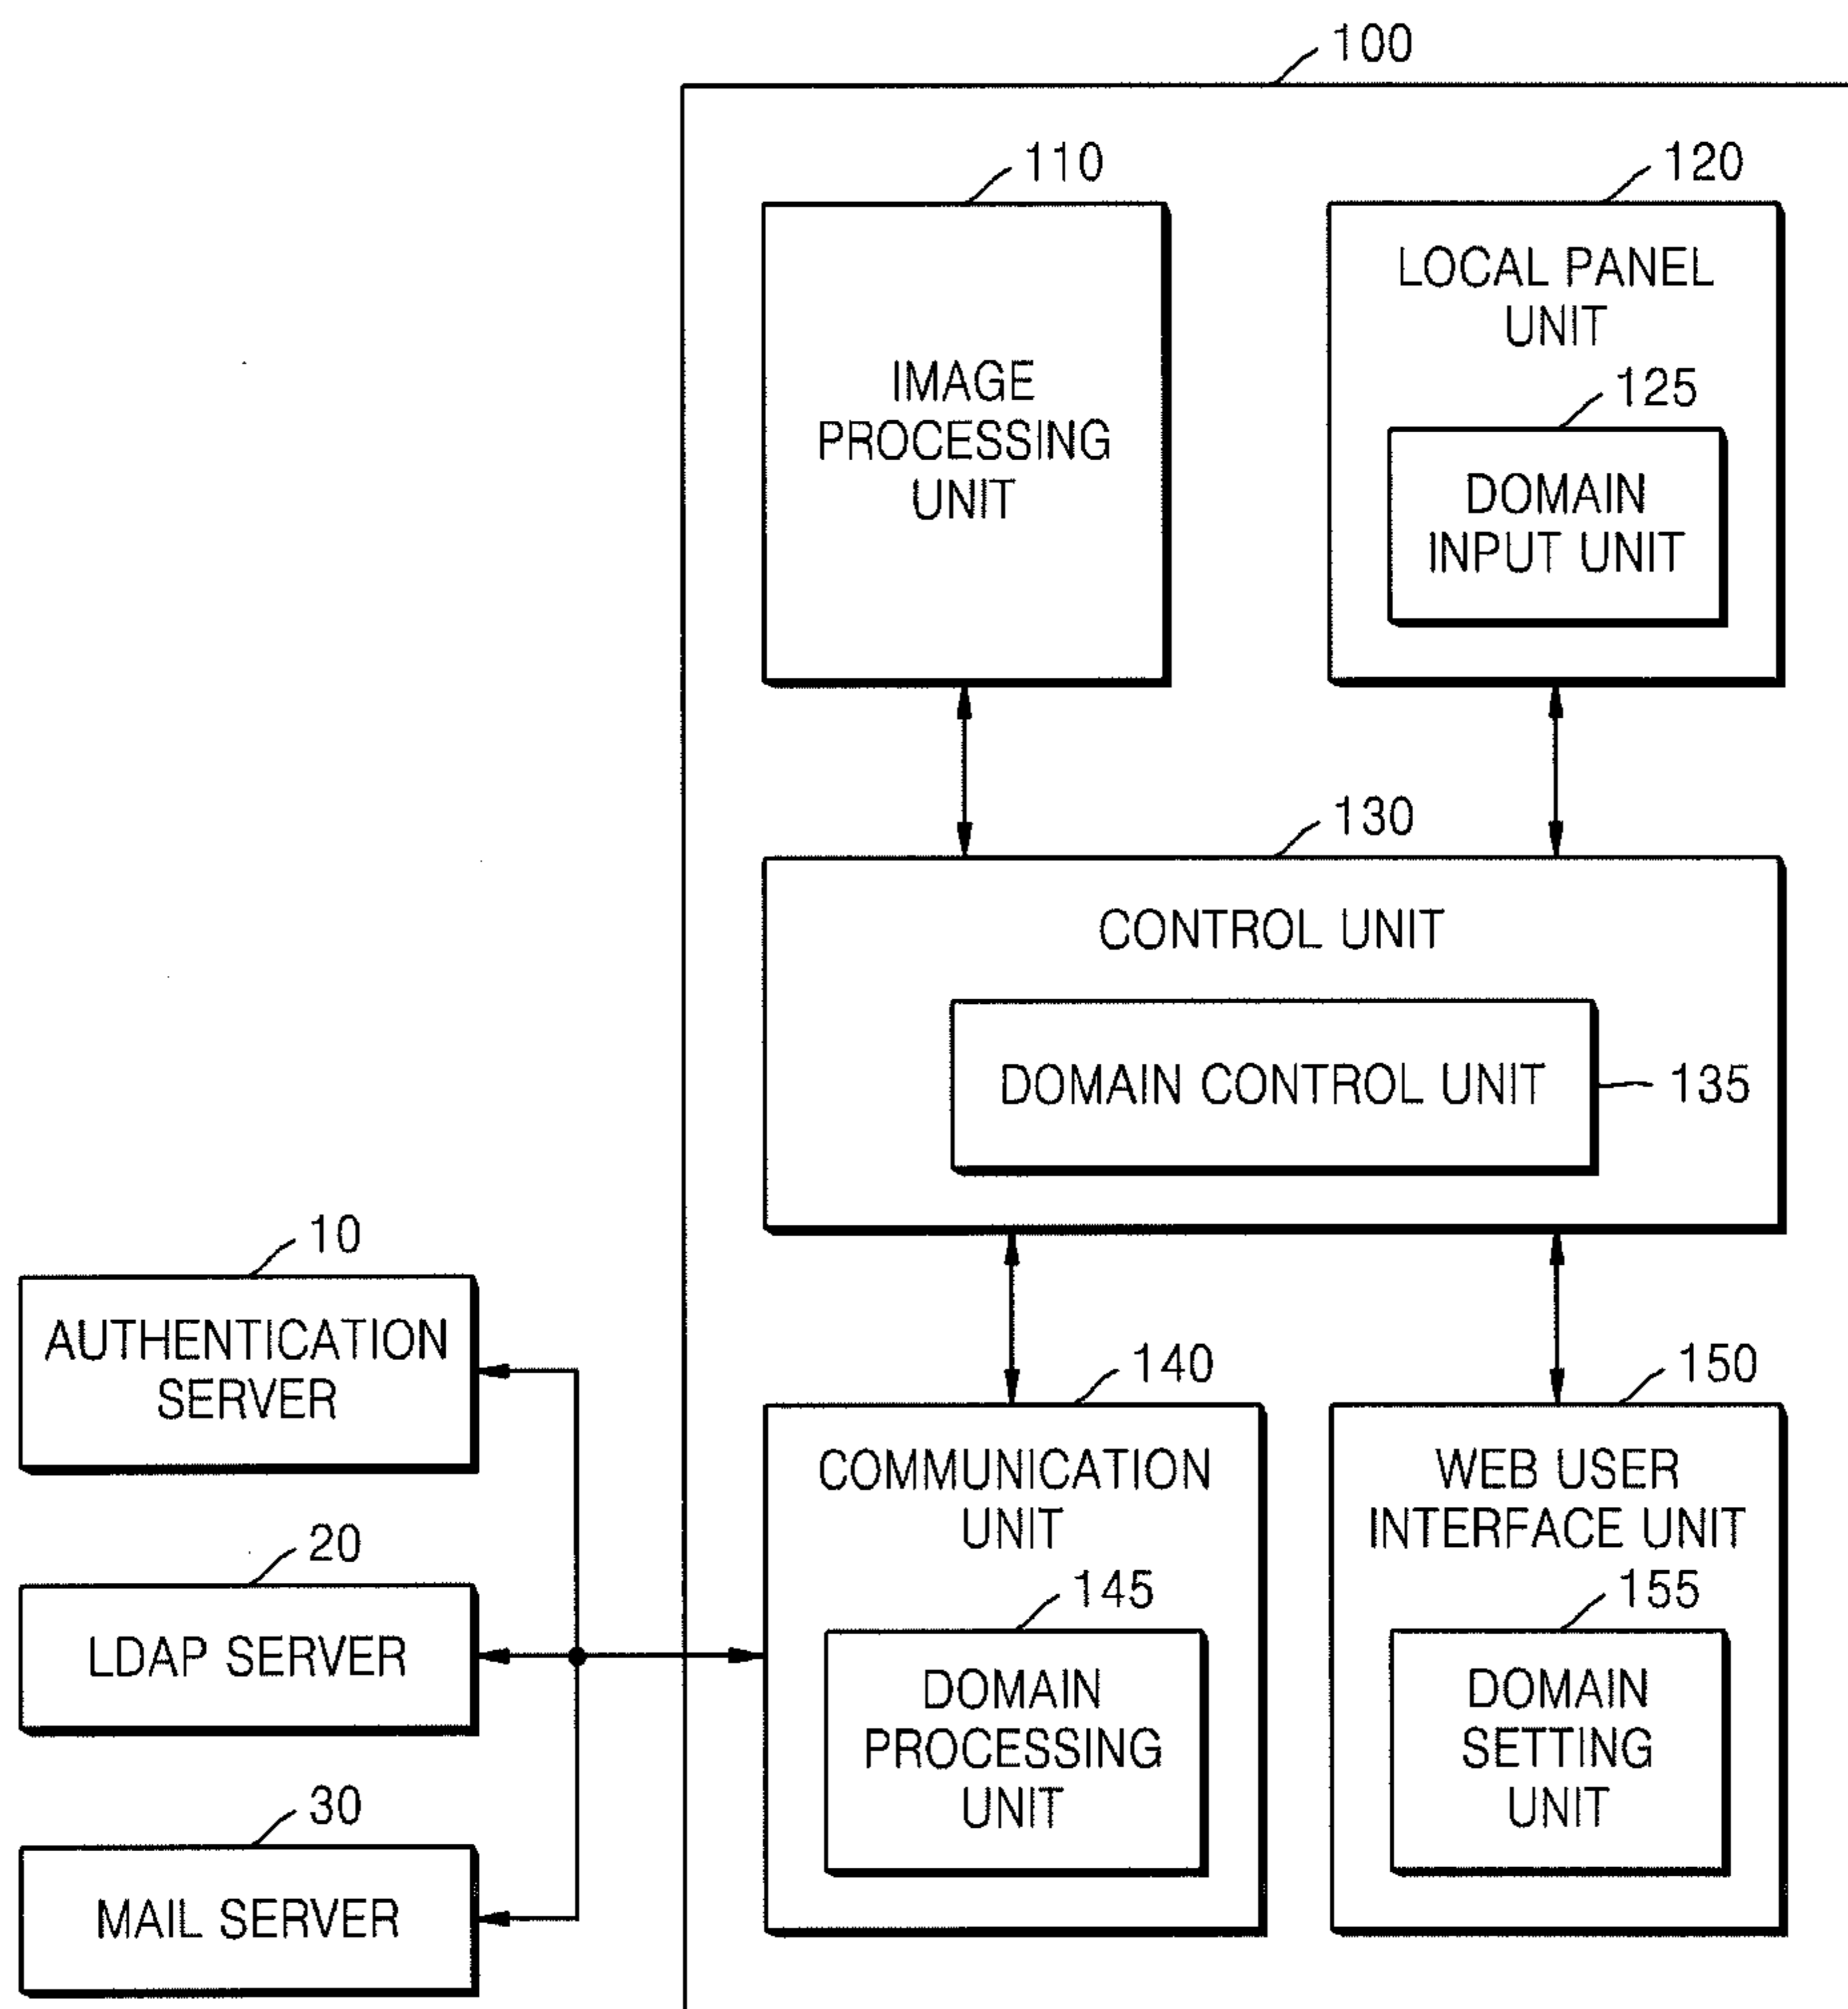 100
110
IMAGE
PROCESSING
UNIT
120
LOCAL PANEL
UNIT
125
DOMAIN
INPUT UNIT
130
CONTROL UNIT
DOMAIN CONTROL UNIT
135
10
AUTHENTICATION
SERVER
20
LDAP SERVER
30
MAIL SERVER
140
COMMUNICATION
UNIT
145
DOMAIN
PROCESSING
UNIT
150
WEB USER
INTERFACE UNIT
155
DOMAIN
SETTING
UNIT